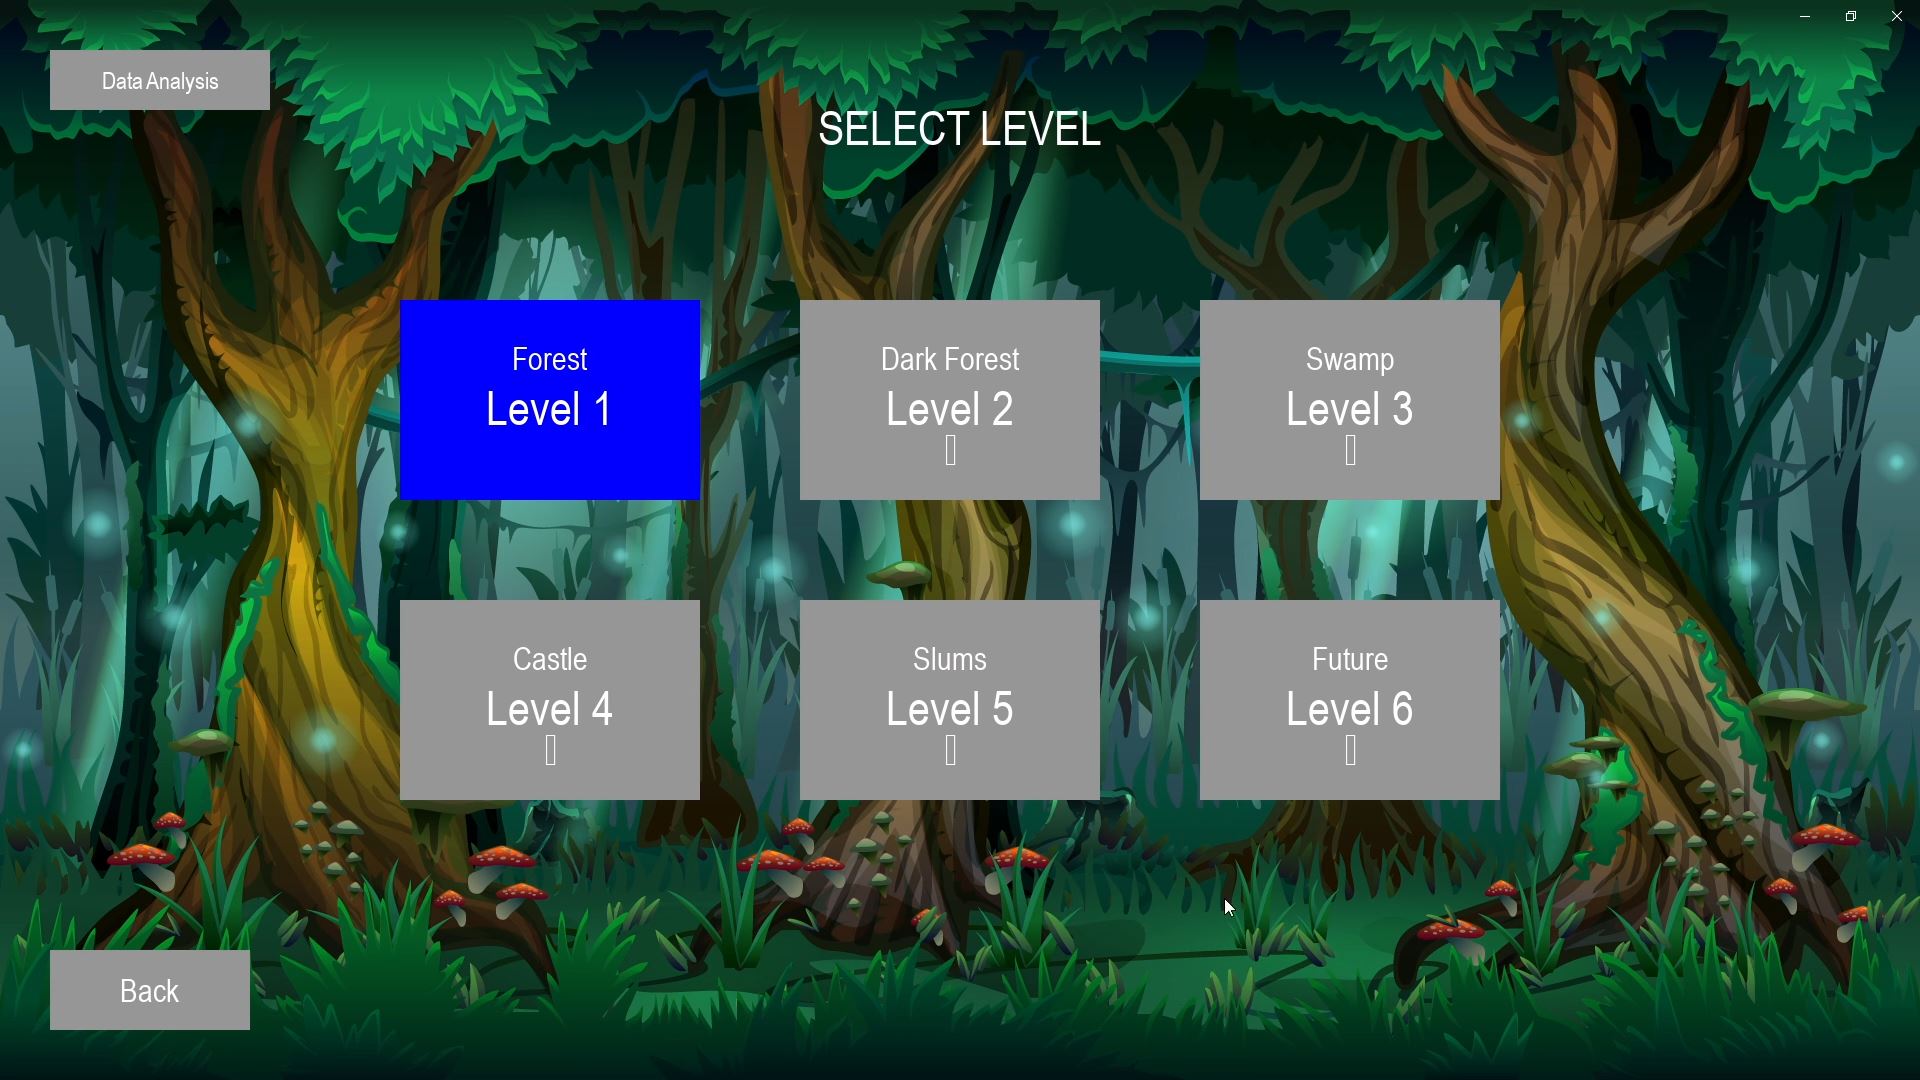 Data Analysis
SELECT LEVEL
Forest
Level 1
Dark Forest
Level 2
Swamp
Level 3
Castle
Level 4
Slums
Level 5
Future
Level 6
Back